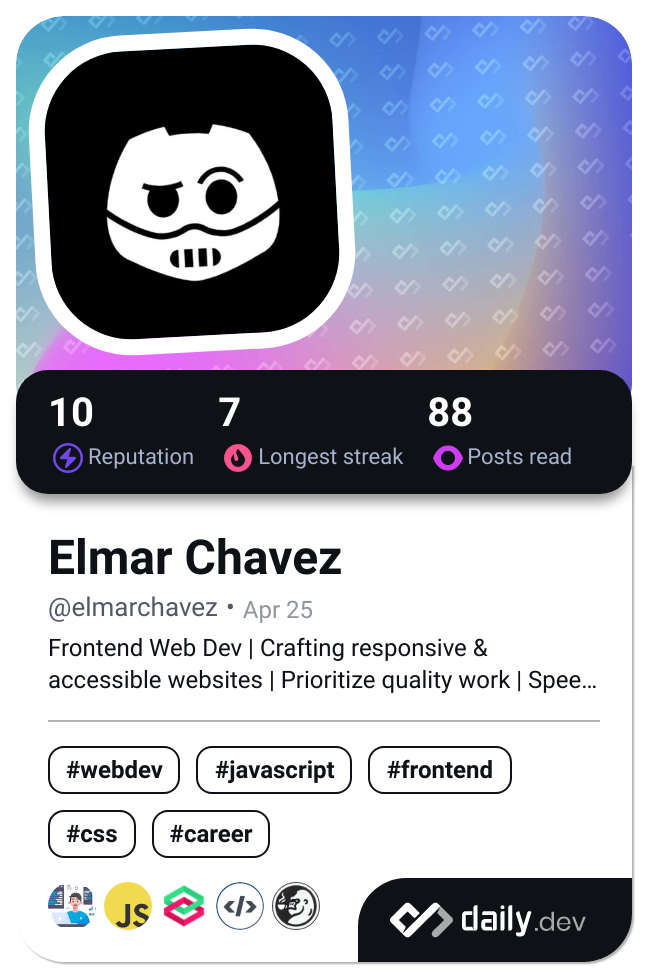 10 7 88
Reputation Longest streak Posts read
Elmar Chavez
@elmarchavez • Apr 25
Frontend Web Dev | Crafting responsive &
accessible websites | Prioritize quality work | Spee…
#webdev #javascript #frontend
#css #career
JS </>
daily.dev